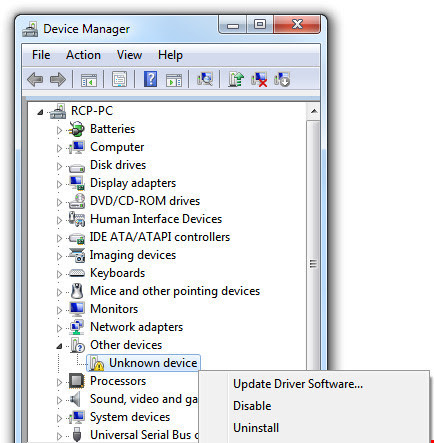 Device Manager
File Action View Help
RCP-PC
Batteries
Computer
Disk drives
Display adapters
DVD/CD-ROM drives
Human Interface Devices
IDE ATA/ATAPI controllers
Imaging devices
Keyboards
Mice and other pointing devices
Monitors
Network adapters
Other devices
Unknown device
Processors
Update Driver Software...
Sound, video and ga
Disable
System devices
Uninstall
Universal Serial Bus